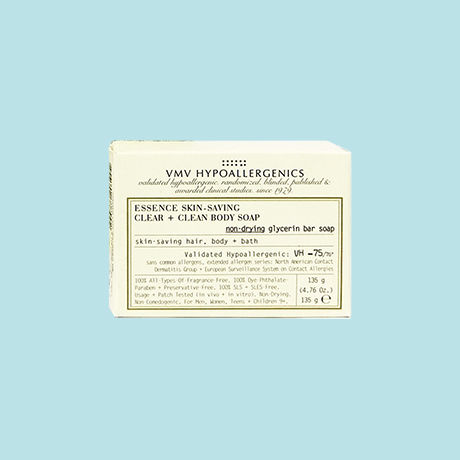 VMV HYPOALLERGENICS
validated hypoallergenic. randomized, blinded, published &
awarded clinical studies. since 1979.
ESSENCE SKIN-SAVING
CLEAR + CLEAN BODY SOAP
non-drying glycerin bar soap
skin-saving hair, body + bath
Validated Hypoallergenic: VH -75/76*
sans common allergens, extended allergen series: North American Contact
Dermatitis Group + European Surveillance System on Contact Allergies
100% All-Types-Of-Fragrance-Free. 100% Dye Phthalate
Paraben + Preservative-Free. 100% SLS + SLES-Free.
Usage + Patch Tested (in vivo + in vitro). Non-Drying.
Non Comedogenic. For Men, Women, Teens + Children 9+.
135 g
(4.76 Oz.)
135 g ℮